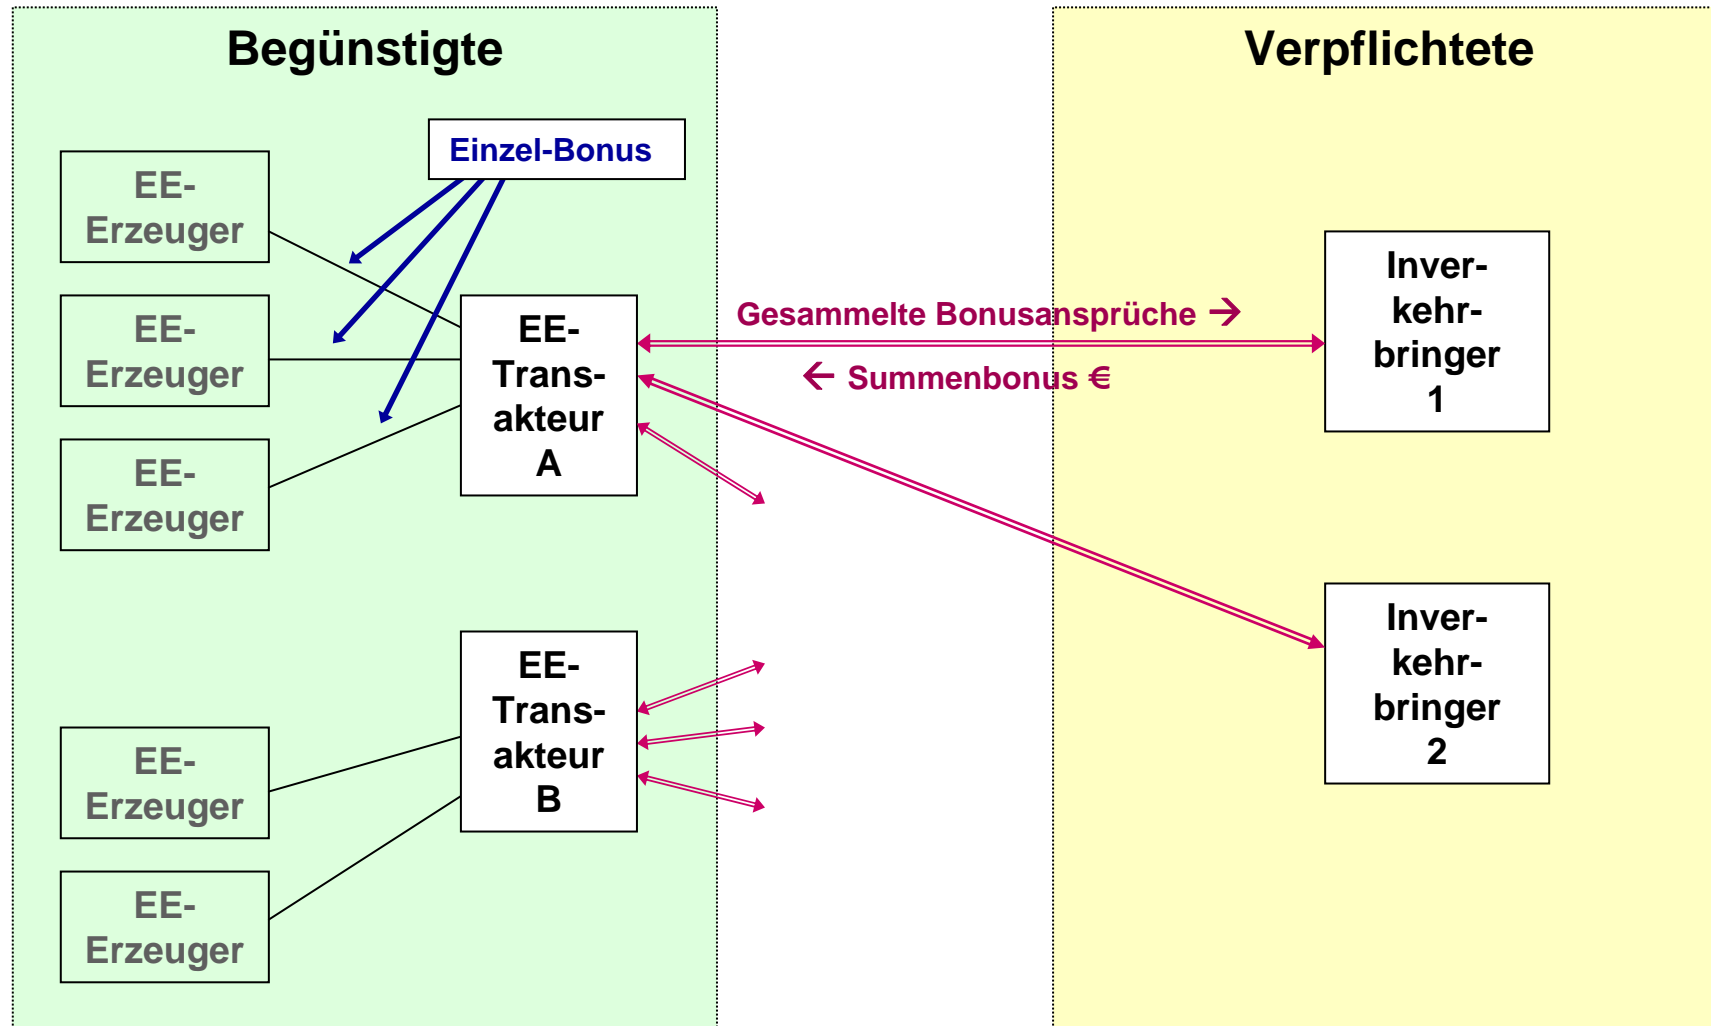 Begünstigte
Verpflichtete
Einzel-Bonus
EE-
Erzeuger
EE-
Erzeuger
EE-
Erzeuger
EE-
Trans-
akteur
A
Gesammelte Bonusansprüche →
← Summenbonus €
Inver-
kehr-
bringer
1
EE-
Trans-
akteur
B
EE-
Erzeuger
EE-
Erzeuger
Inver-
kehr-
bringer
2